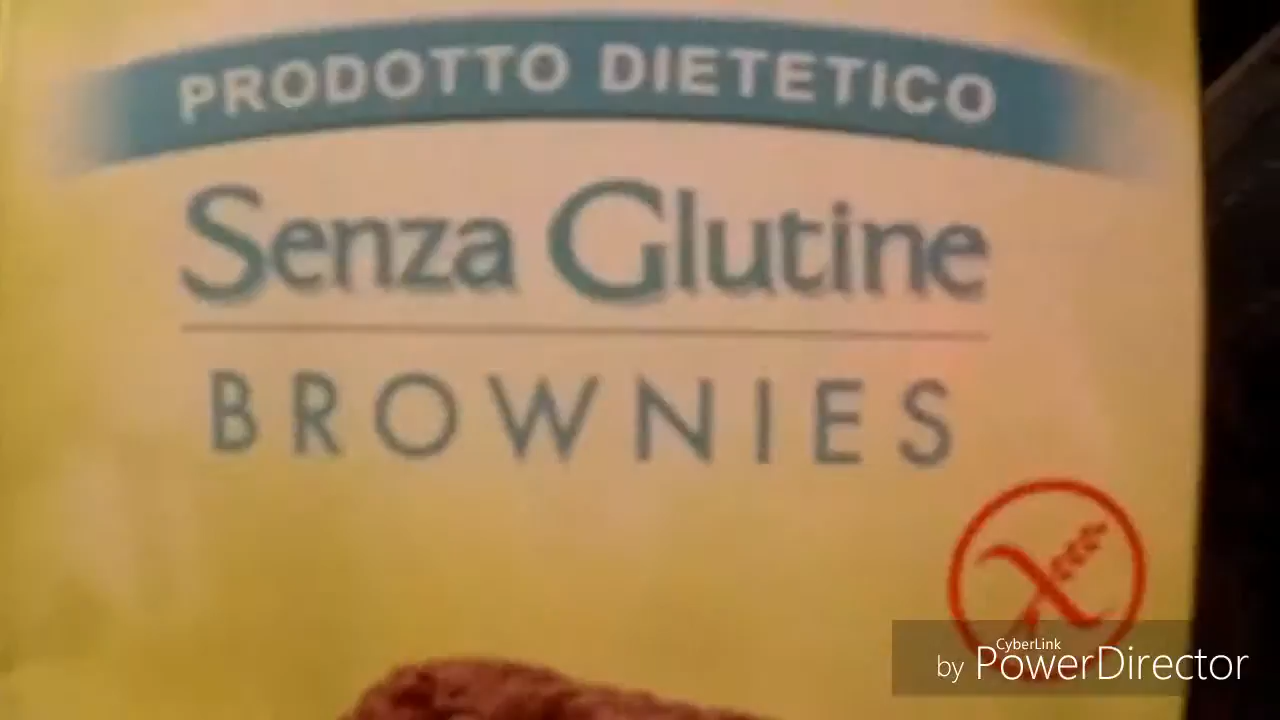 PRODOTTO DIETETICO
Senza Glutine
BROWNIES
CyberLink
by PowerDirector